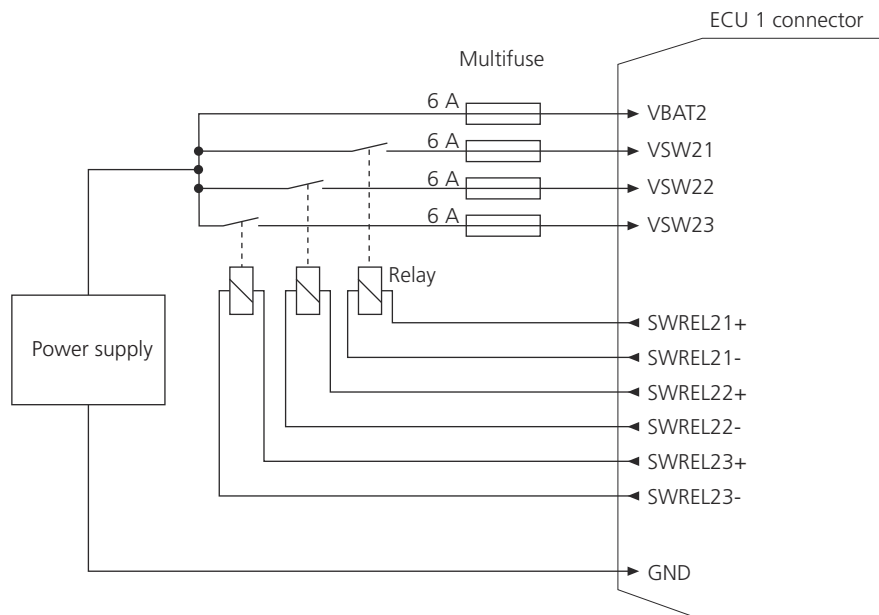 ECU 1 connector
Multifuse
6 A
VBAT2
6 A
VSW21
6 A
VSW22
6 A
VSW23
Relay
Power supply
SWREL21+
SWREL21-
SWREL22+
SWREL22-
SWREL23+
SWREL23-
GND